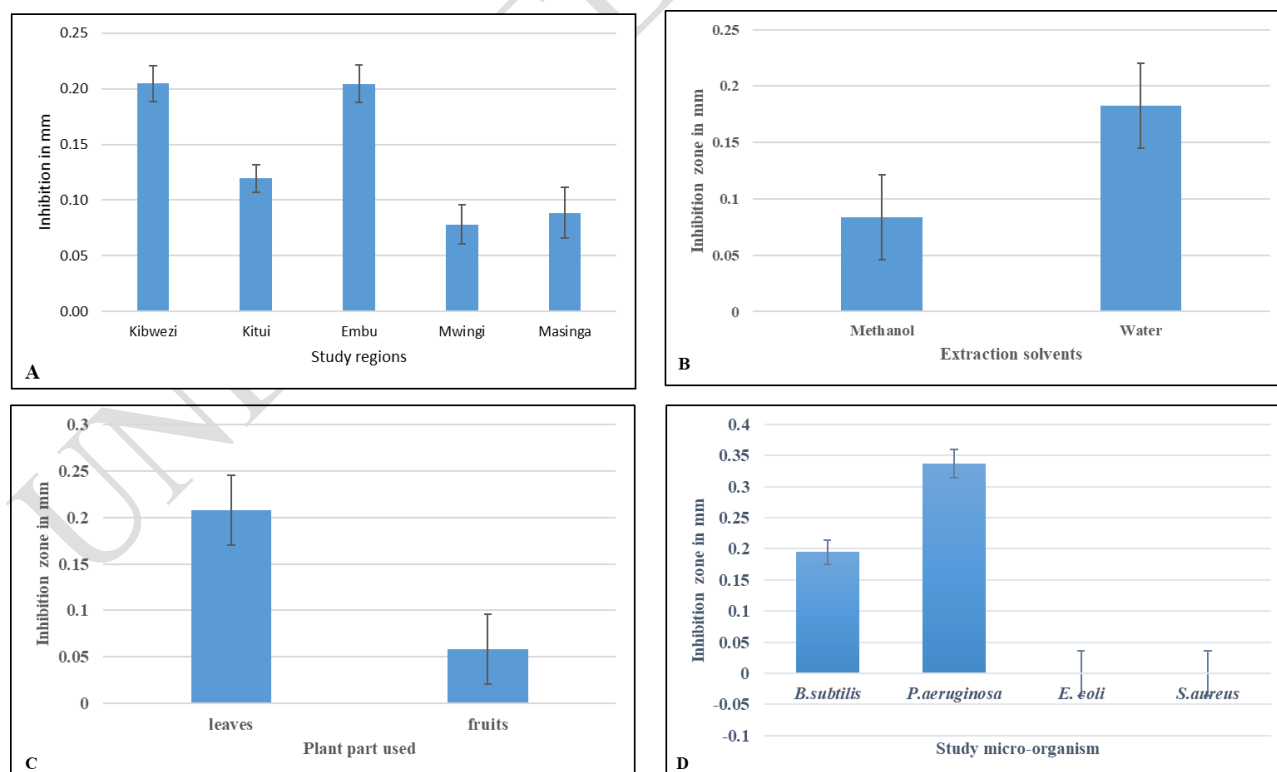 0.25
0.20
0.15
0.10
0.05
0.00
Inhibition in mm
Kibwezi Kitui Embu Mwingi Masinga
Study regions
A
0.25
0.2
0.15
0.1
0.05
0
Inhibition zone in mm
Methanol Water
Extraction solvents
B
0.3
0.25
0.2
0.15
0.1
0.05
0
Inhibition zone in mm
leaves fruits
Plant part used
C
0.4
0.35
0.3
0.25
0.2
0.15
0.1
0.05
0
-0.05
-0.1
Inhibition zone in mm
B.subtilis P.aeruginosa E. coli S.aureus
Study micro-organism
D